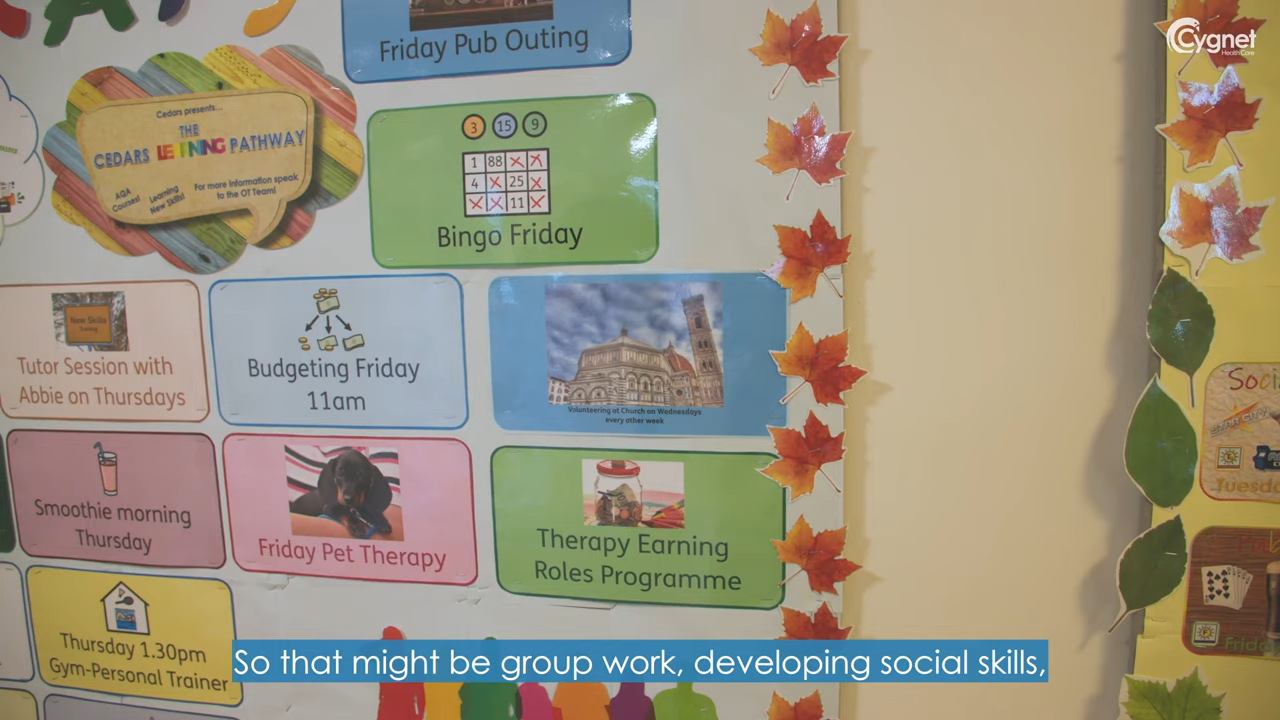 Friday Pub Outing
Cygnet
HealthCare
Cedars presents...
THE
CEDARS LEARNING PATHWAY
AQA
Courses!
Learning
New Skills!
For more information speak
to the OT Team!
3 15 9
1 88
4 25
11
Bingo Friday
New Skills
Training
Tutor Session with
Abbie on Thursdays
Budgeting Friday
11am
Volunteering at Church on Wednesdays
every other week
Smoothie morning
Thursday
Friday Pet Therapy
Therapy Earning
Roles Programme
Thursday 1.30pm
Gym-Personal Trainer
So that might be group work, developing social skills,